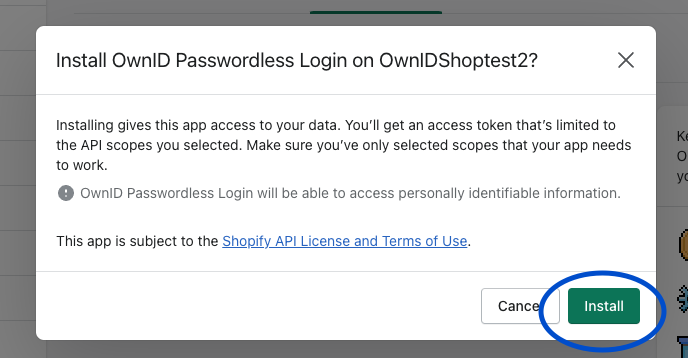 Install OwnID Passwordless Login on OwnIDShoptest2?
Installing gives this app access to your data. You’ll get an access token that’s limited to
the API scopes you selected. Make sure you’ve only selected scopes that your app needs
to work.
OwnID Passwordless Login will be able to access personally identifiable information.
This app is subject to the Shopify API License and Terms of Use.
Cancel Install